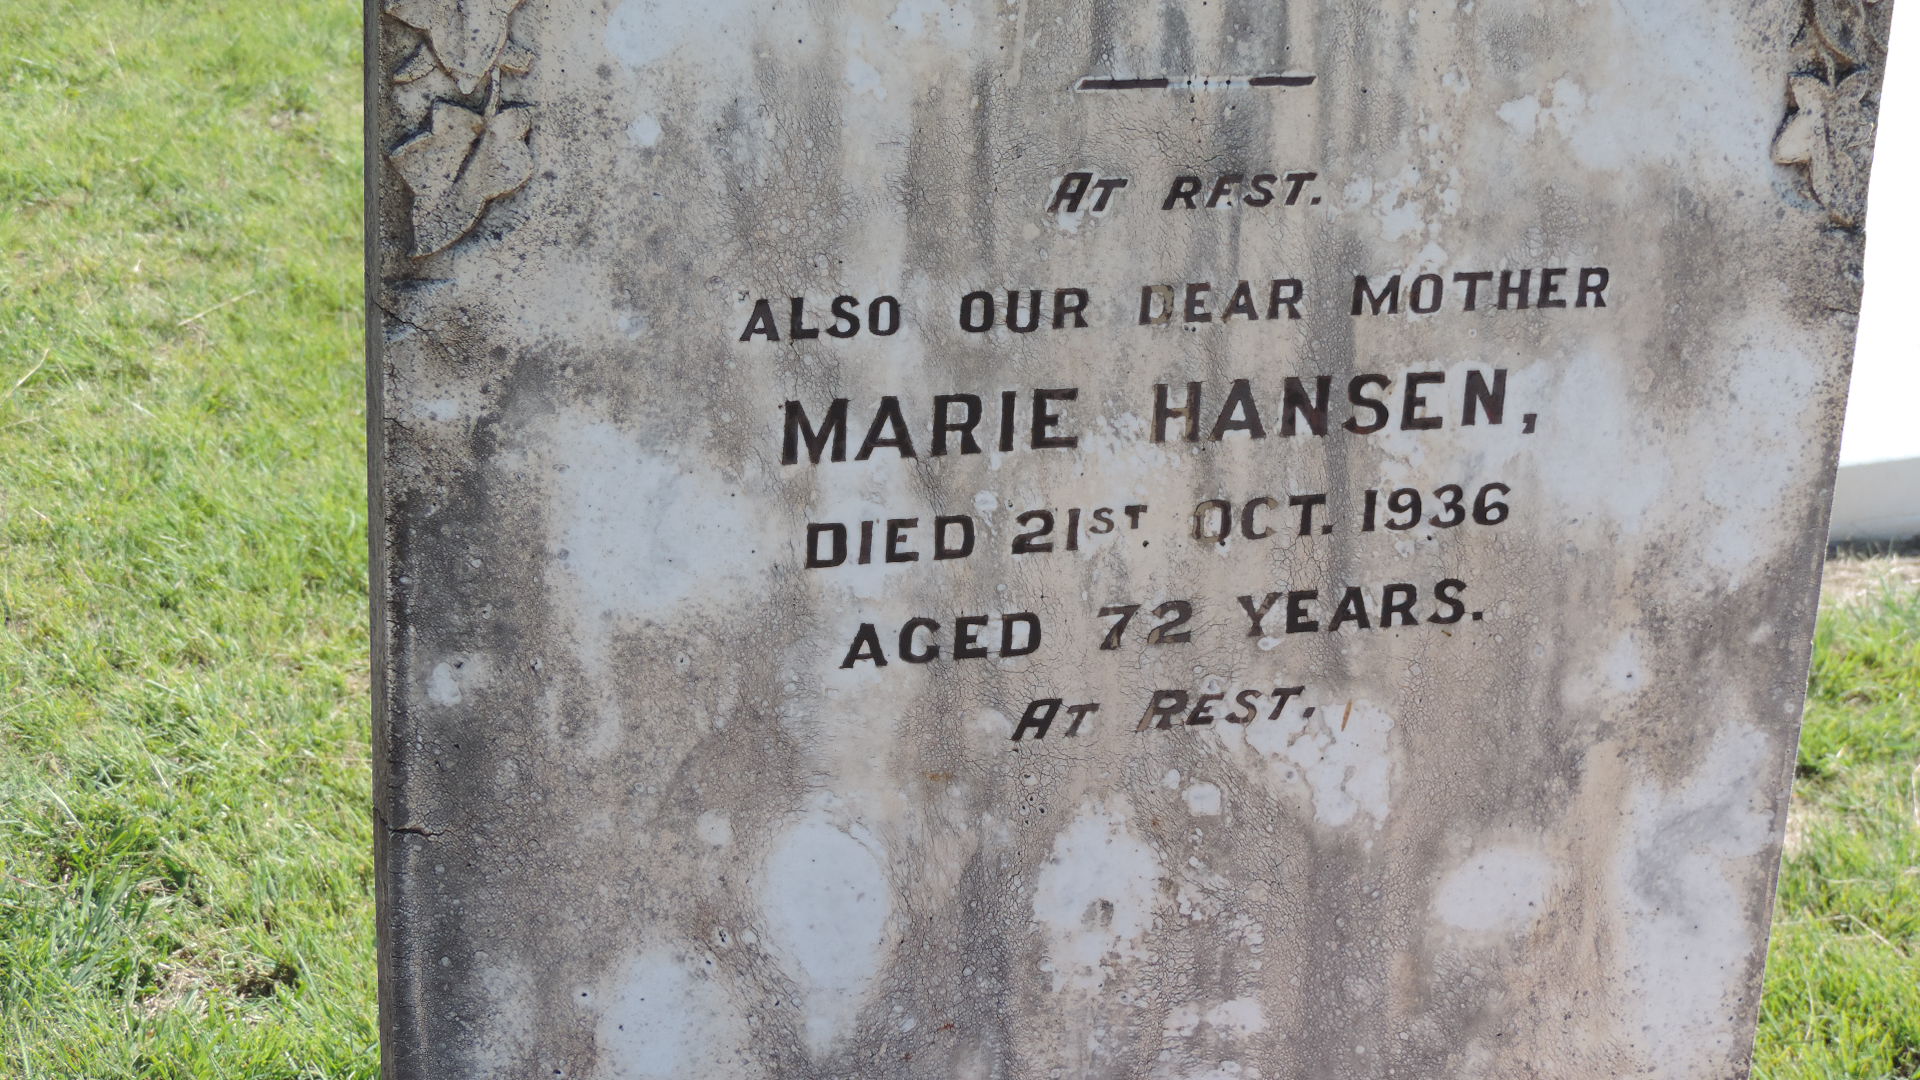 AT REST.
ALSO OUR DEAR MOTHER
MARIE HANSEN,
DIED 21ST OCT. 1936
AGED 72 YEARS.
AT REST.